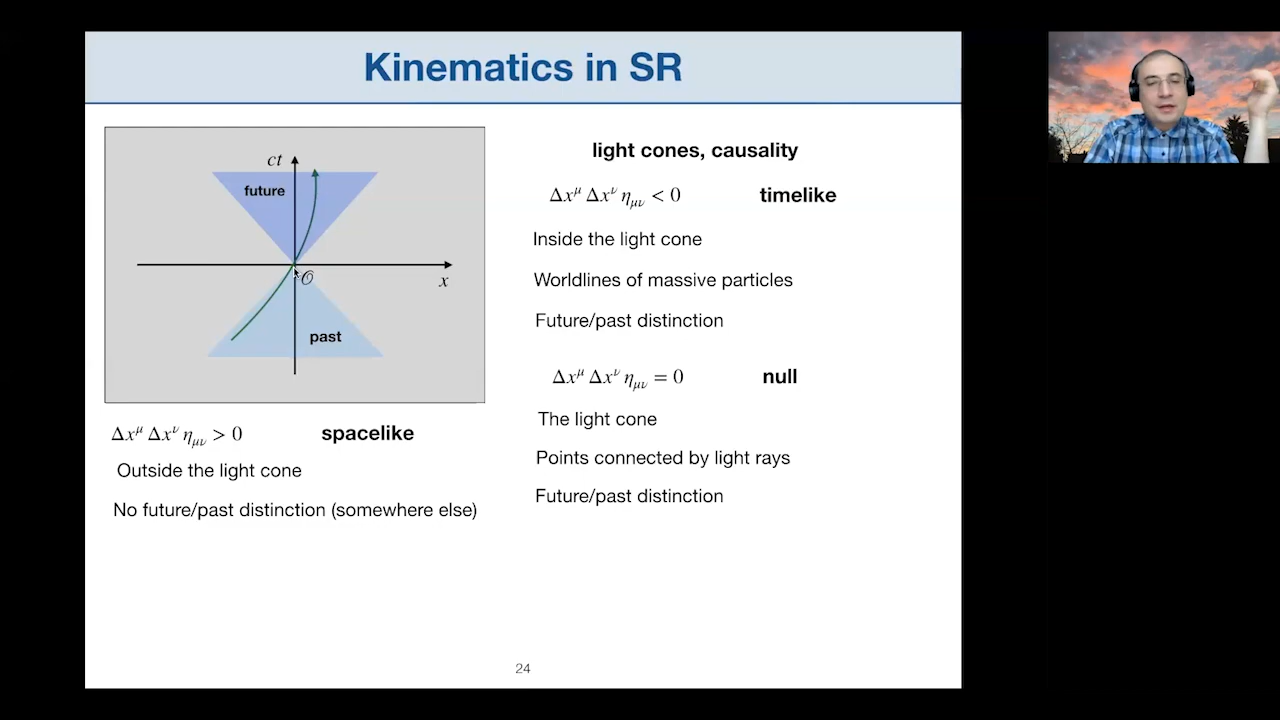 Kinematics in SR
ct
future
𝒪
x
past
light cones, causality
Δx^μ Δx^ν η_μν < 0 timelike
Inside the light cone
Worldlines of massive particles
Future/past distinction
Δx^μ Δx^ν η_μν = 0 null
The light cone
Points connected by light rays
Future/past distinction
Δx^μ Δx^ν η_μν > 0 spacelike
Outside the light cone
No future/past distinction (somewhere else)
24